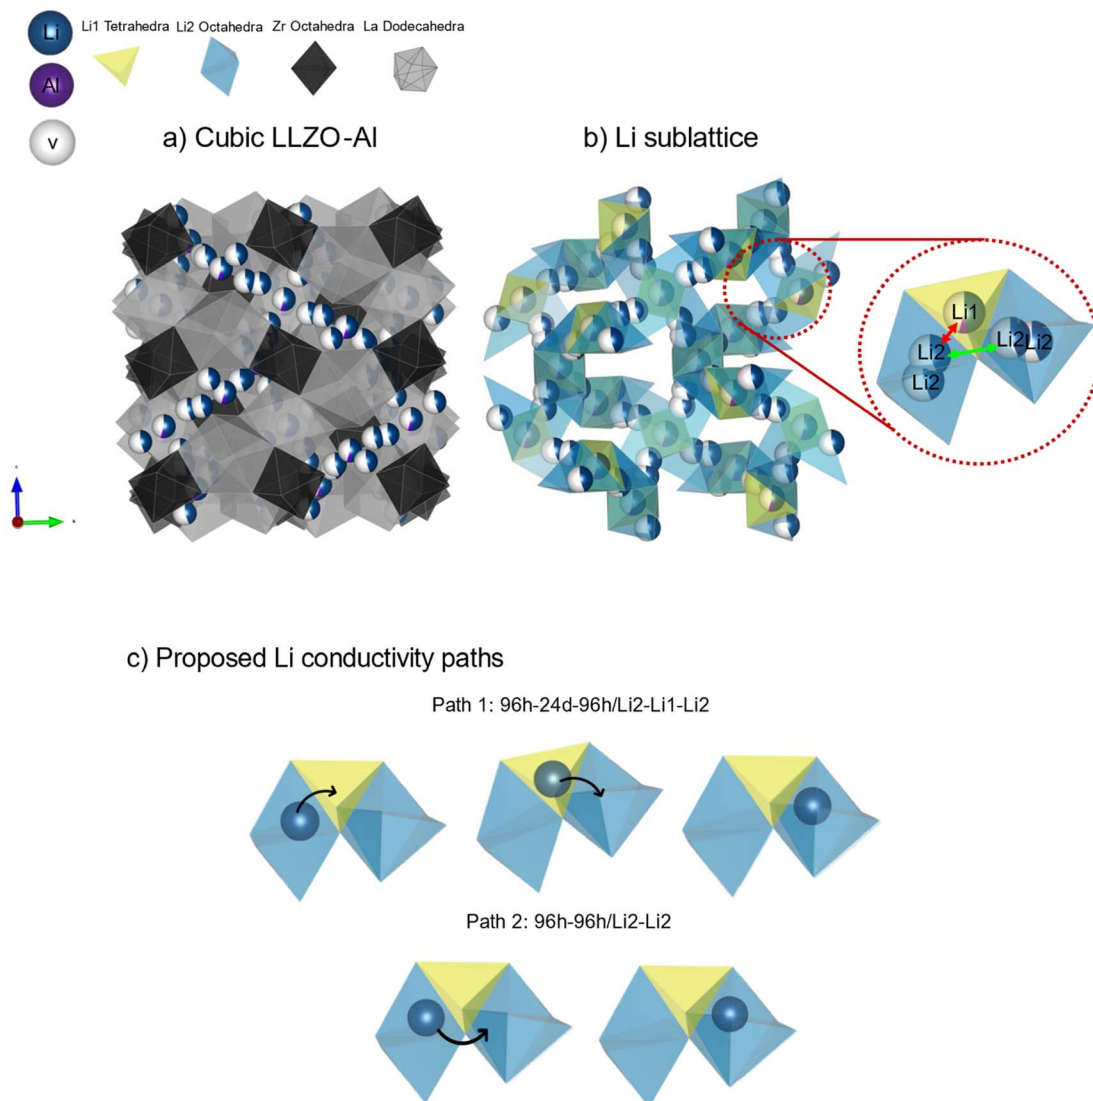 Li
Li1 Tetrahedra
Li2 Octahedra
Zr Octahedra
La Dodecahedra
Al
v
a) Cubic LLZO-Al
b) Li sublattice
Li1
Li2
Li2
Li2
Li2
c) Proposed Li conductivity paths
Path 1: 96h-24d-96h/Li2-Li1-Li2
Path 2: 96h-96h/Li2-Li2